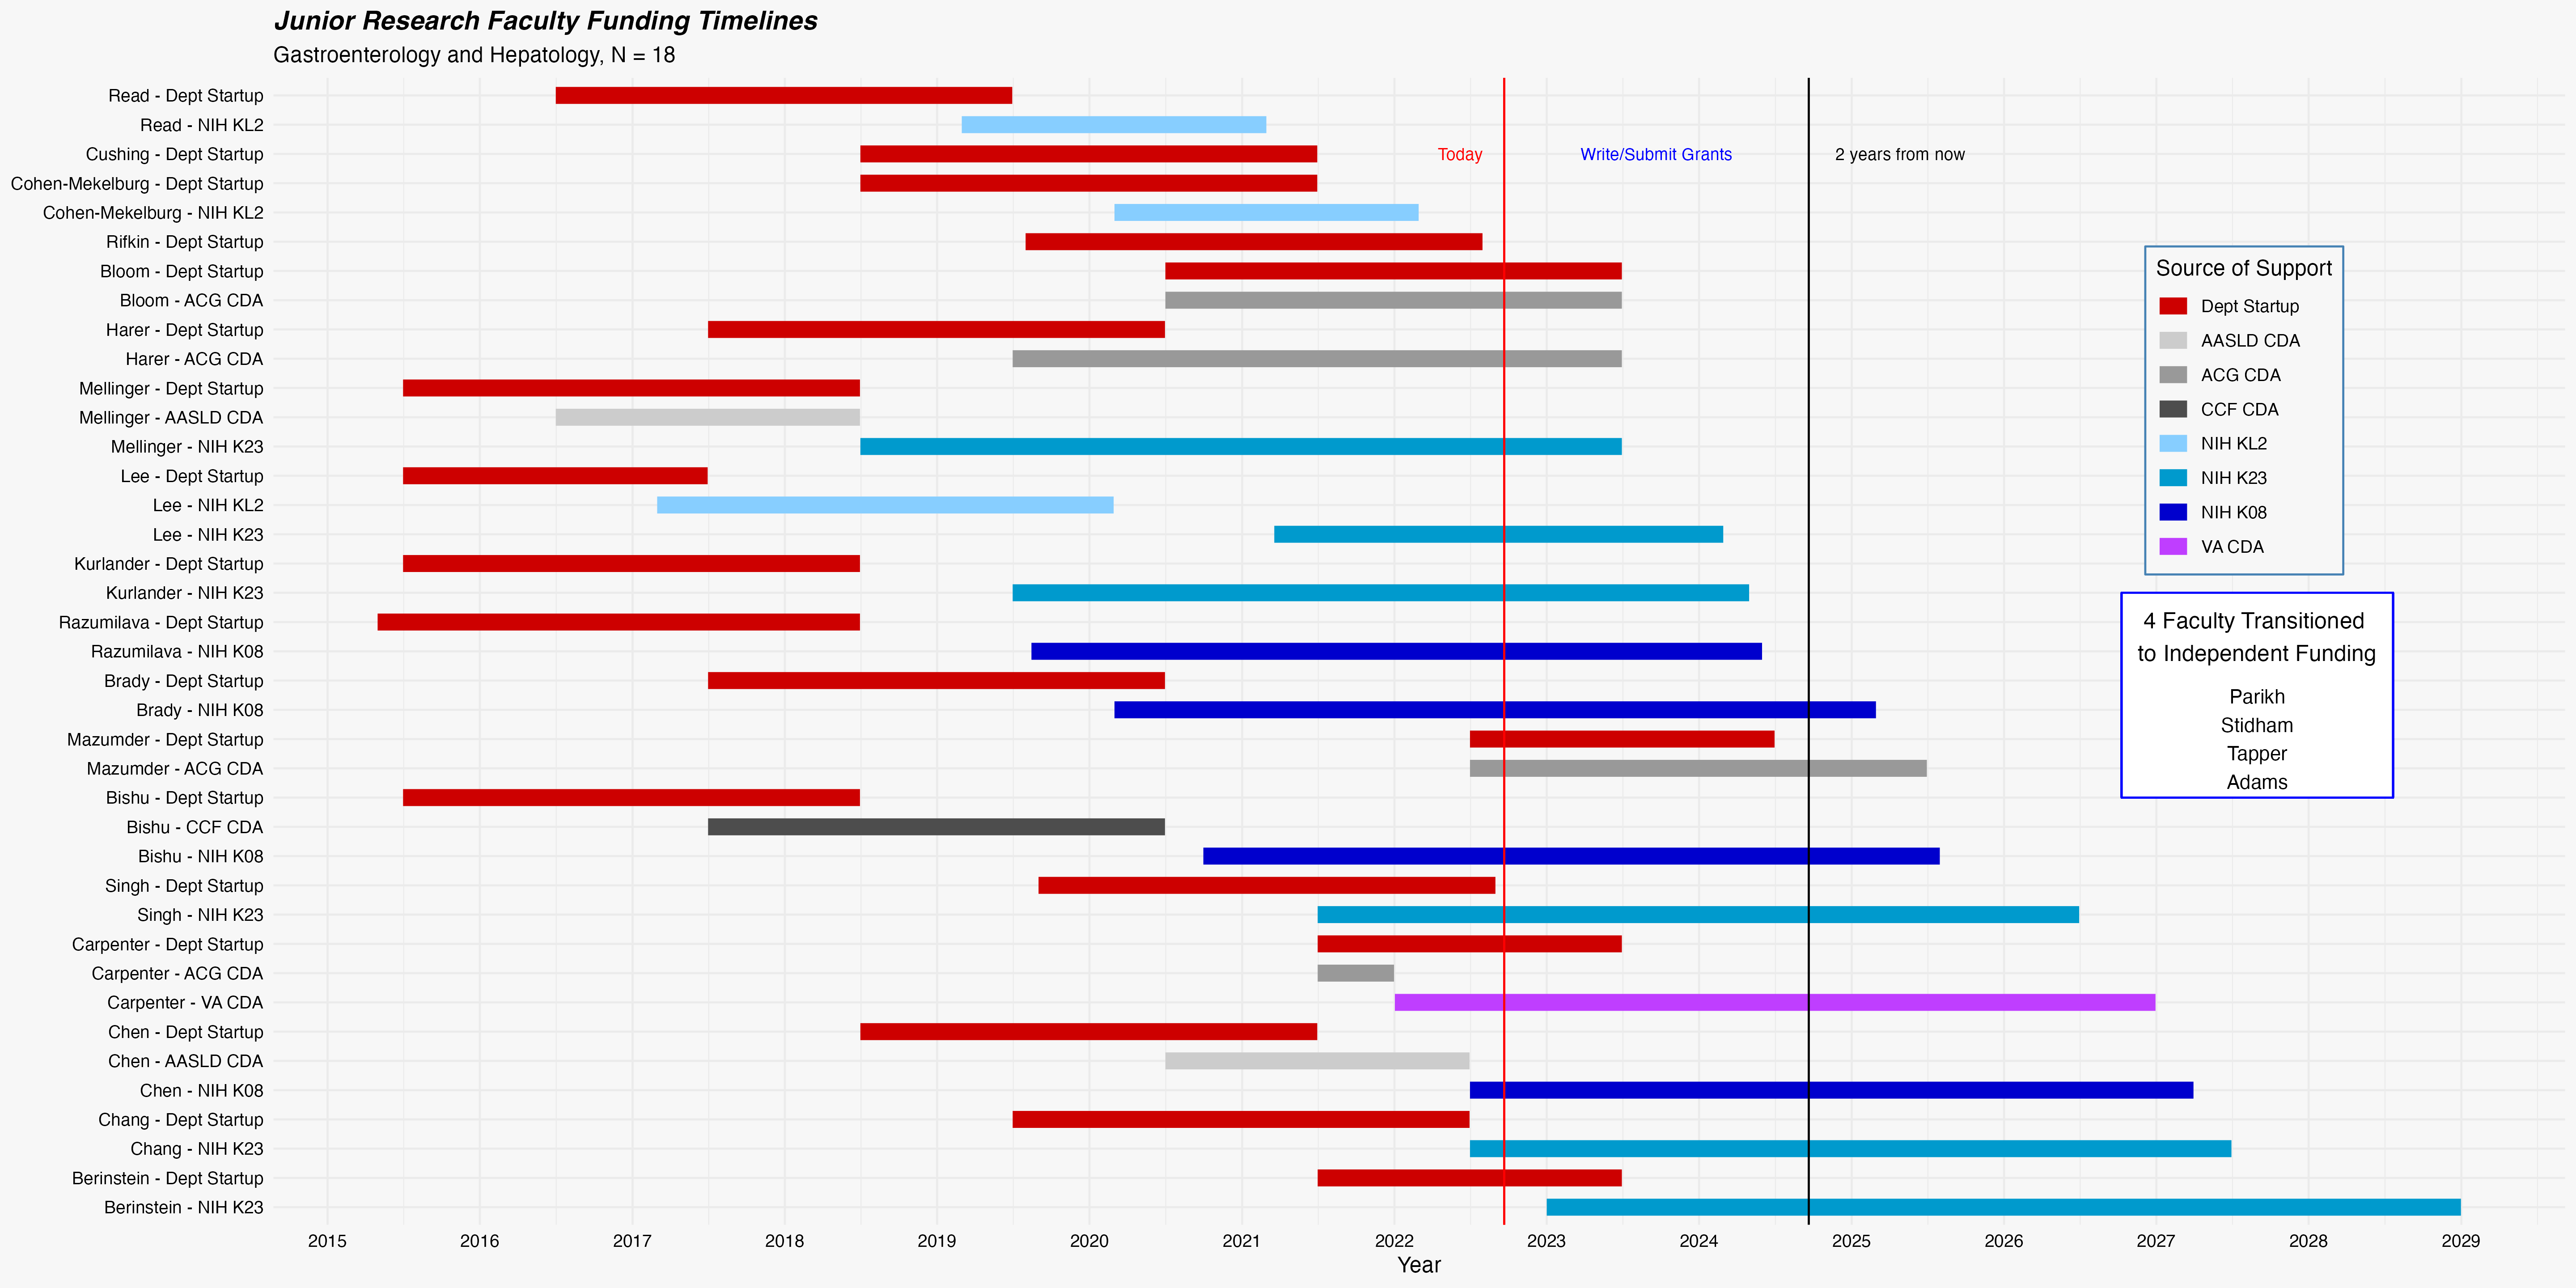 Junior Research Faculty Funding Timelines
Gastroenterology and Hepatology, N = 18
Read - Dept Startup
Read - NIH KL2
Cushing - Dept Startup
Today
Write/Submit Grants
2 years from now
Cohen-Mekelburg - Dept Startup
Cohen-Mekelburg - NIH KL2
Rifkin - Dept Startup
Bloom - Dept Startup
Bloom - ACG CDA
Harer - Dept Startup
Harer - ACG CDA
Mellinger - Dept Startup
Mellinger - AASLD CDA
Mellinger - NIH K23
Lee - Dept Startup
Lee - NIH KL2
Lee - NIH K23
Kurlander - Dept Startup
Kurlander - NIH K23
Razumilava - Dept Startup
Razumilava - NIH K08
Brady - Dept Startup
Brady - NIH K08
Mazumder - Dept Startup
Mazumder - ACG CDA
Bishu - Dept Startup
Bishu - CCF CDA
Bishu - NIH K08
Singh - Dept Startup
Singh - NIH K23
Carpenter - Dept Startup
Carpenter - ACG CDA
Carpenter - VA CDA
Chen - Dept Startup
Chen - AASLD CDA
Chen - NIH K08
Chang - Dept Startup
Chang - NIH K23
Berinstein - Dept Startup
Berinstein - NIH K23
Source of Support
Dept Startup
AASLD CDA
ACG CDA
CCF CDA
NIH KL2
NIH K23
NIH K08
VA CDA
4 Faculty Transitioned
to Independent Funding
Parikh
Stidham
Tapper
Adams
2015 2016 2017 2018 2019 2020 2021 2022 2023 2024 2025 2026 2027 2028 2029
Year